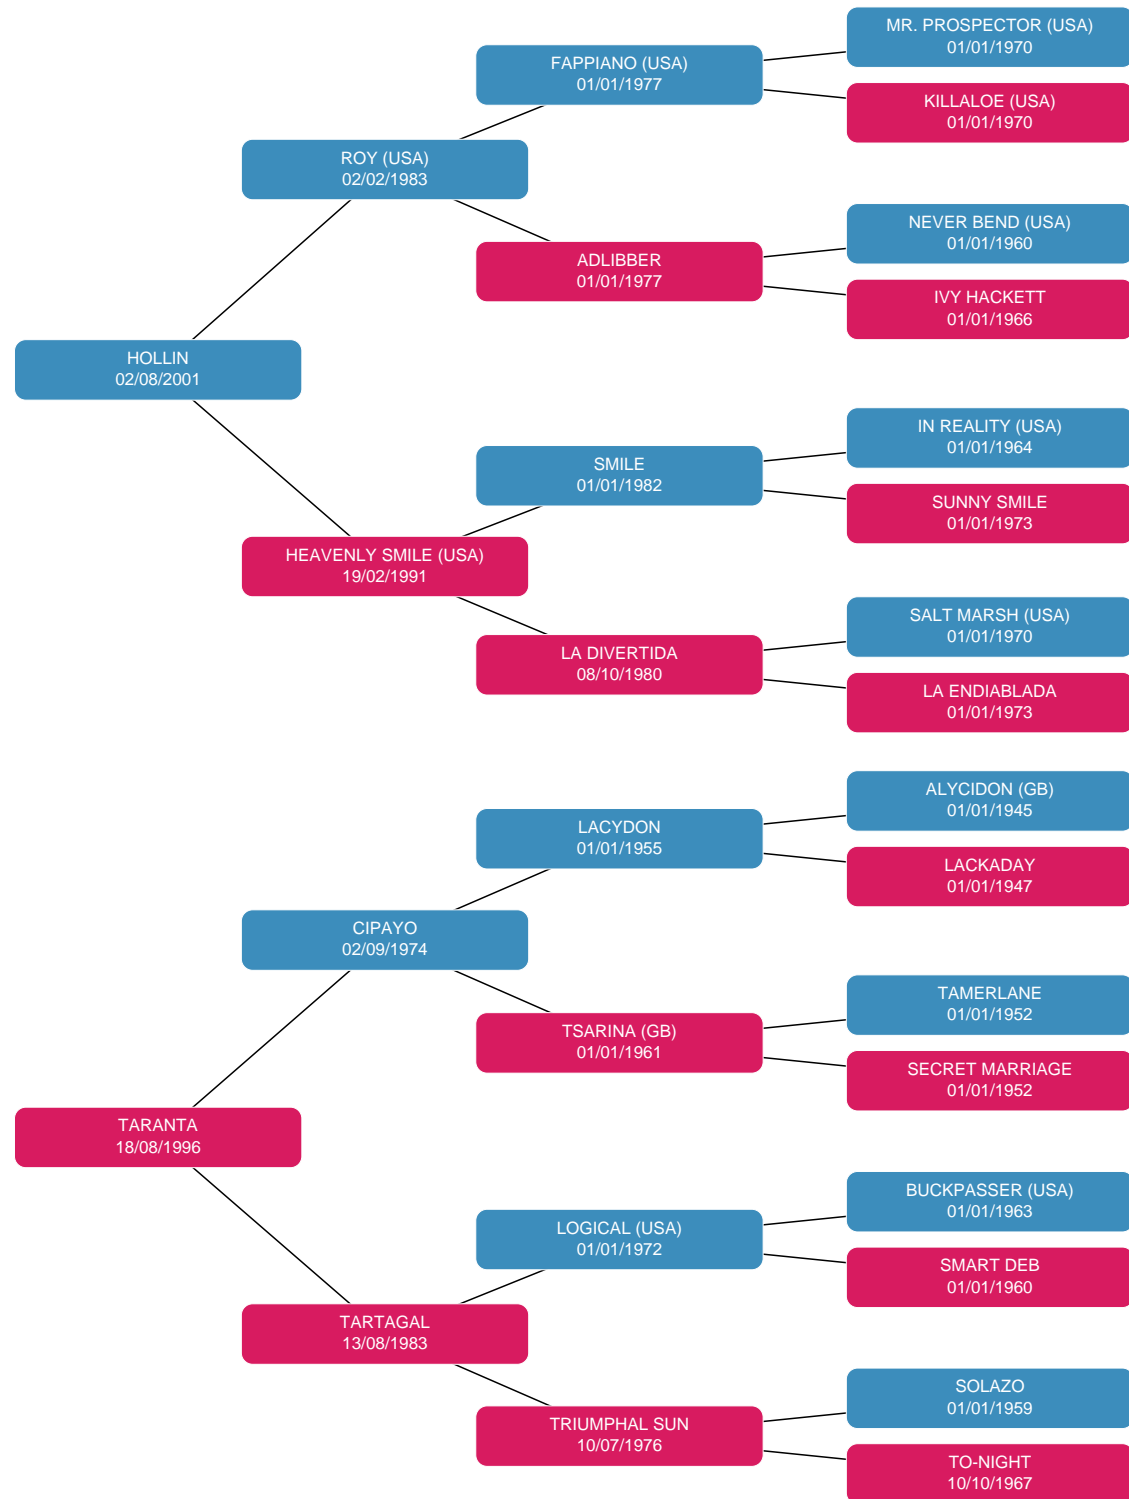 MR. PROSPECTOR (USA)
01/01/1970
FAPPIANO (USA)
01/01/1977
KILLALOE (USA)
01/01/1970
ROY (USA)
02/02/1983
NEVER BEND (USA)
01/01/1960
ADLIBBER
01/01/1977
IVY HACKETT
01/01/1966
HOLLIN
02/08/2001
IN REALITY (USA)
01/01/1964
SMILE
01/01/1982
SUNNY SMILE
01/01/1973
HEAVENLY SMILE (USA)
19/02/1991
SALT MARSH (USA)
01/01/1970
LA DIVERTIDA
08/10/1980
LA ENDIABLADA
01/01/1973
ALYCIDON (GB)
01/01/1945
LACYDON
01/01/1955
LACKADAY
01/01/1947
CIPAYO
02/09/1974
TAMERLANE
01/01/1952
TSARINA (GB)
01/01/1961
SECRET MARRIAGE
01/01/1952
TARANTA
18/08/1996
BUCKPASSER (USA)
01/01/1963
LOGICAL (USA)
01/01/1972
SMART DEB
01/01/1960
TARTAGAL
13/08/1983
SOLAZO
01/01/1959
TRIUMPHAL SUN
10/07/1976
TO-NIGHT
10/10/1967